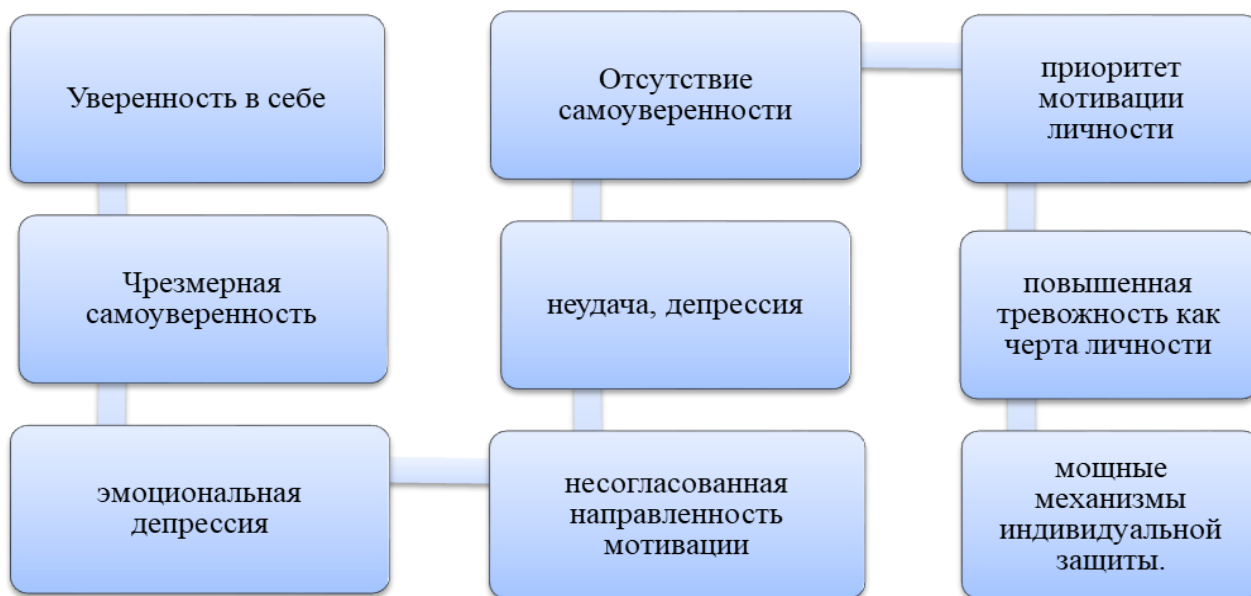 Уверенность в себе
Чрезмерная
самоуверенность
эмоциональная
депрессия
несогласованная
направленность
мотивации
неудача, депрессия
Отсутствие
самоуверенности
приоритет
мотивации
личности
повышенная
тревожность как
черта личности
мощные
механизмы
индивидуальной
защиты.